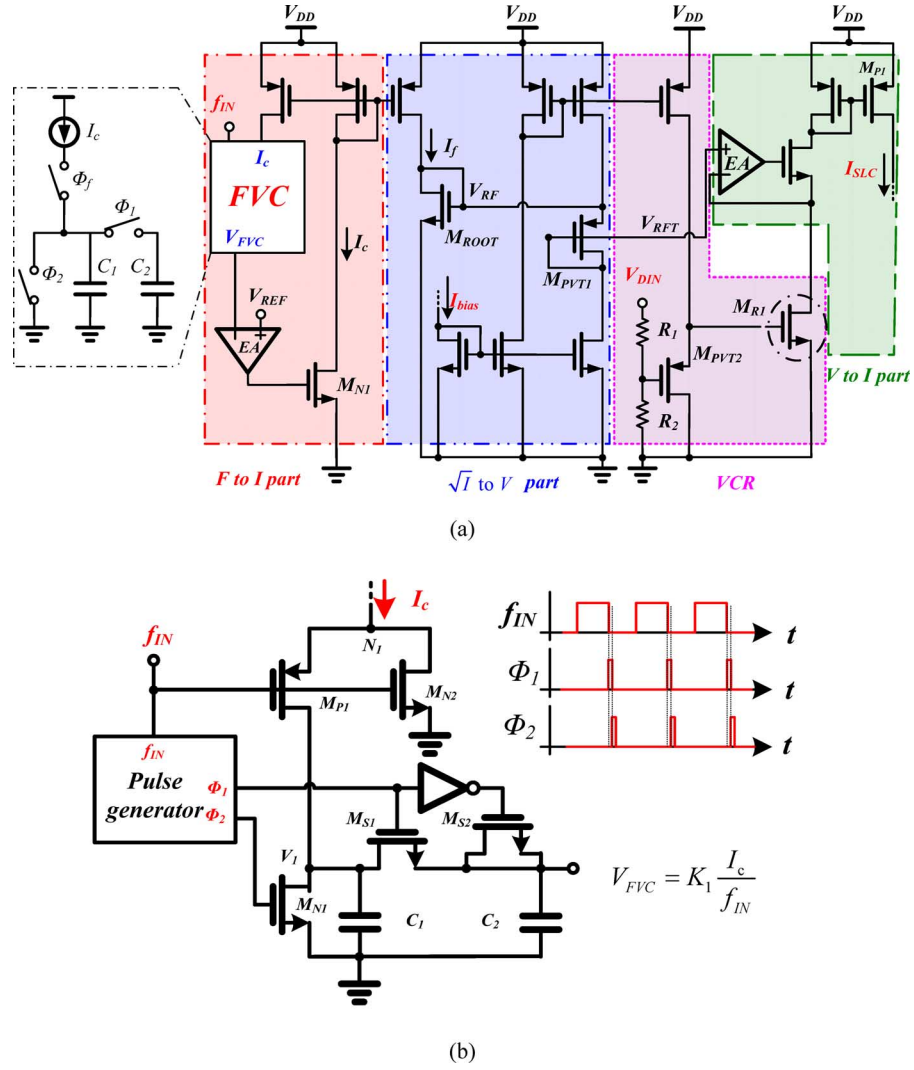 V_DD V_DD V_DD V_DD
M_P1
f_IN
I_c
Φ_f
Φ_1
Φ_2
C_1 C_2
I_c
FVC
V_FVC
V_REF
EA
I_c
M_N1
F to I part
I_f
V_RF
M_ROOT
M_PVT1
I_bias
√I to V part
V_RFT
V_DIN
R_1
R_2
M_PVT2
M_R1
VCR
EA
I_SLC
V to I part
(a)
f_IN
I_c
N_1
M_P1
M_N2
f_IN
Pulse generator
Φ_1
Φ_2
M_S1
M_S2
V_1
M_N1
C_1
C_2
f_IN t
Φ_1 t
Φ_2 t
V_FVC = K_1 I_c / f_IN
(b)